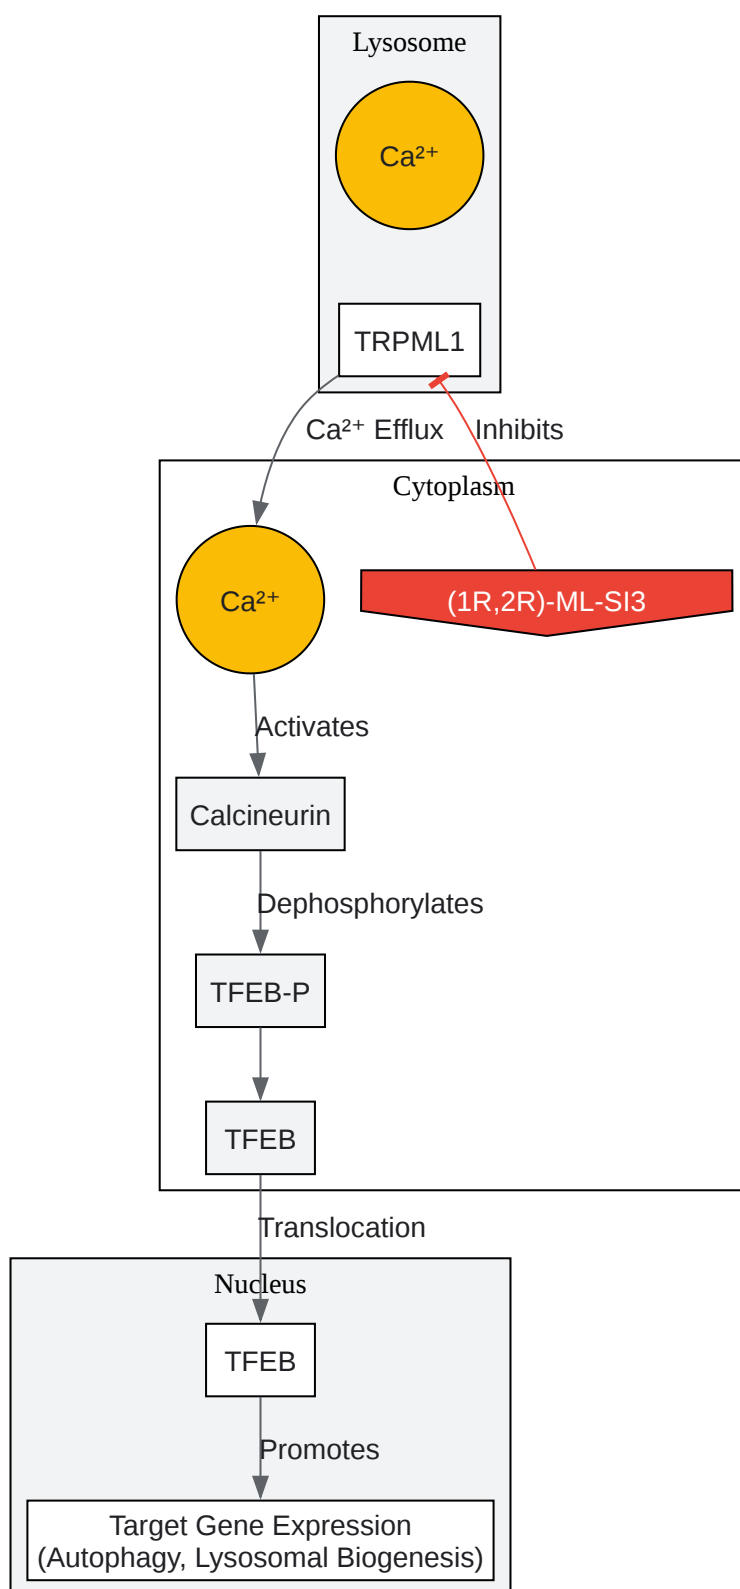 Lysosome
Ca²⁺
TRPML1
Ca²⁺ Efflux
Inhibits
Cytoplasm
Ca²⁺
(1R,2R)-ML-SI3
Activates
Calcineurin
Dephosphorylates
TFEB-P
TFEB
Translocation
Nucleus
TFEB
Promotes
Target Gene Expression
(Autophagy, Lysosomal Biogenesis)